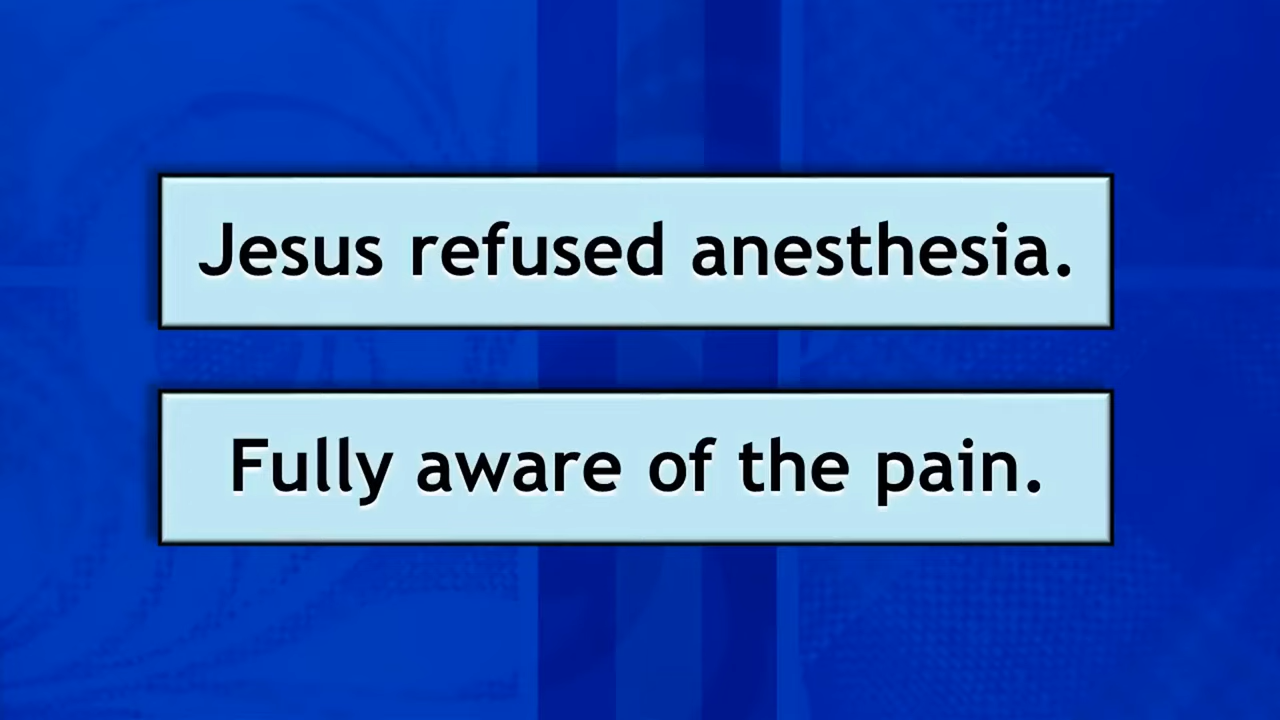 Jesus refused anesthesia.
Fully aware of the pain.